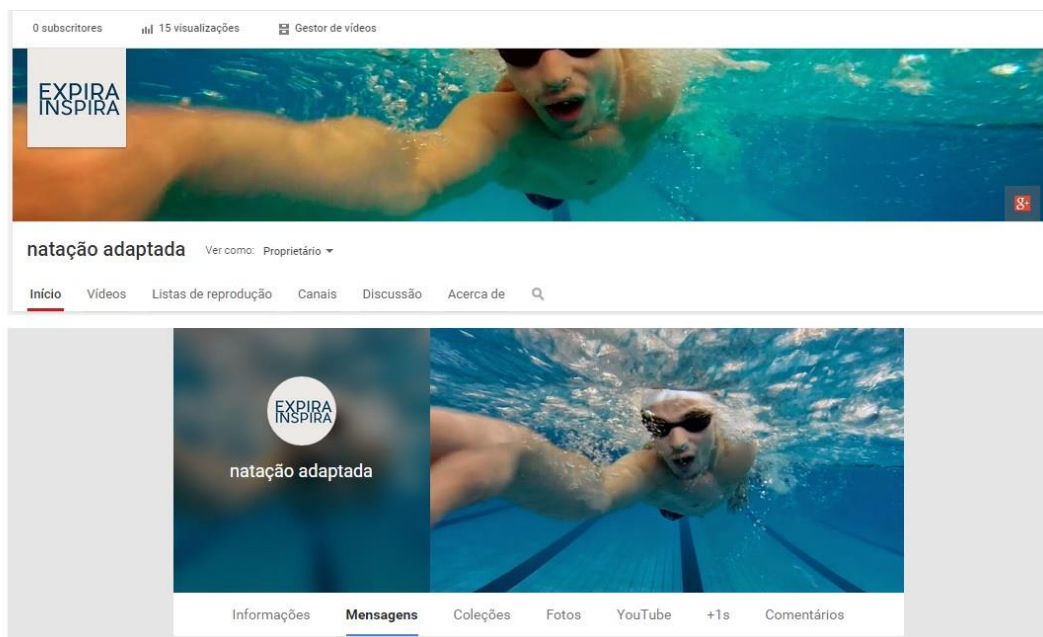 0 subscritores 15 visualizações Gestor de vídeos
EXPIRA
INSPIRA
g+
natação adaptada Ver como: Proprietário
Início Vídeos Listas de reprodução Canais Discussão Acerca de
EXPIRA
INSPIRA
natação adaptada
Informações Mensagens Coleções Fotos YouTube +1s Comentários